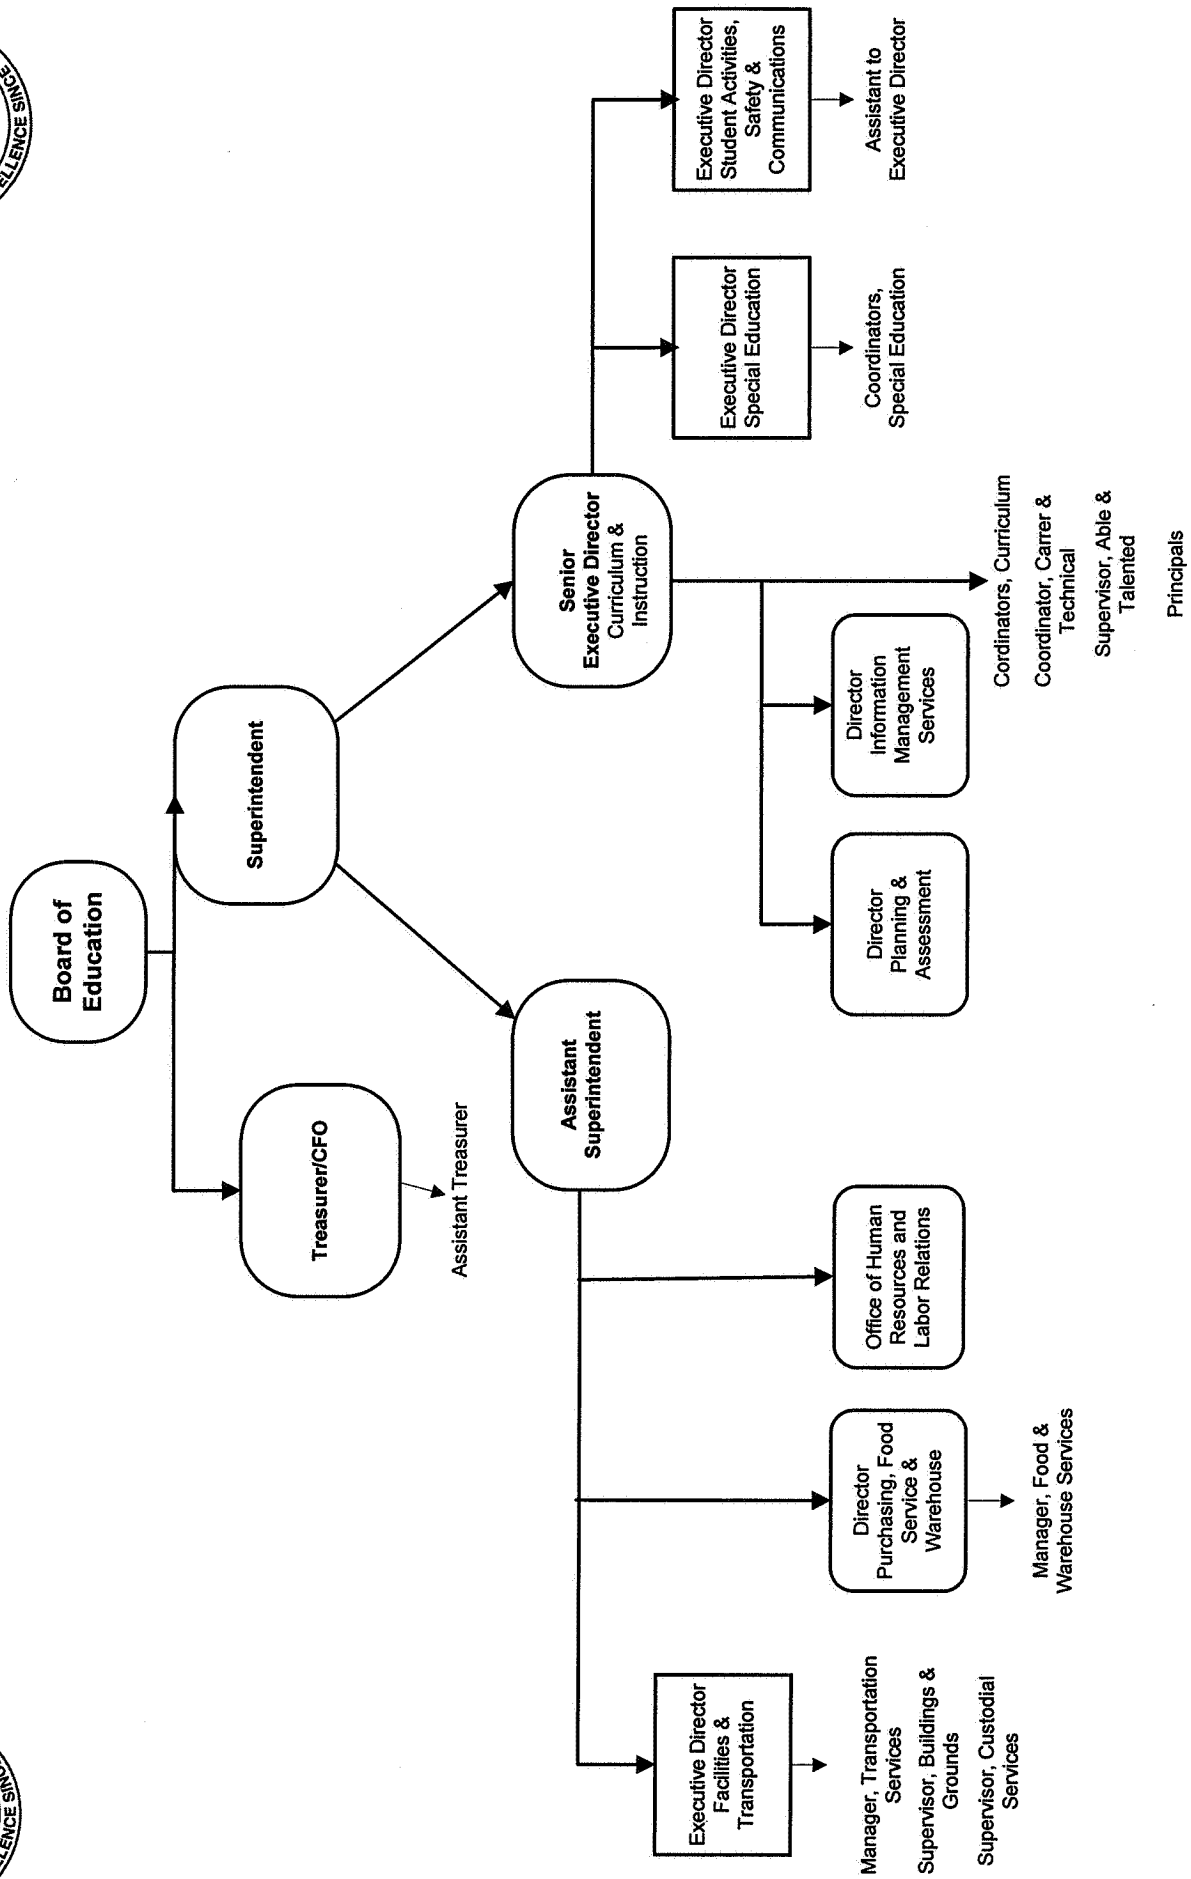 ELLENCE SINCE
ELLENCE SINC
Board of
Education
Treasurer/CFO
Superintendent
Assistant Treasurer
Assistant
Superintendent
Senior
Executive Director
Curriculum &
Instruction
Executive Director
Facilities &
Transportation
Manager, Transportation
Services
Supervisor, Buildings &
Grounds
Supervisor, Custodial
Services
Director
Purchasing, Food
Service &
Warehouse
Manager, Food &
Warehouse Services
Office of Human
Resources and
Labor Relations
Director
Planning &
Assessment
Director
Information
Management
Services
Cordinators, Curriculum
Coordinator, Carrer &
Technical
Supervisor, Able &
Talented
Principals
Executive Director
Special Education
Coordinators,
Special Education
Executive Director
Student Activities,
Safety &
Communications
Assistant to
Executive Director